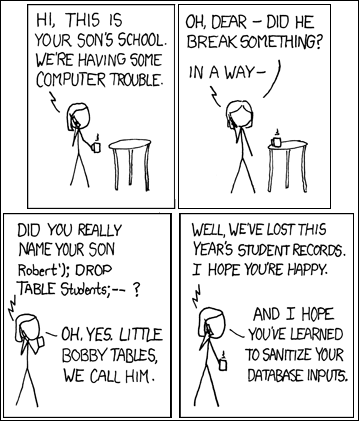 HI, THIS IS
YOUR SON'S SCHOOL.
WE'RE HAVING SOME
COMPUTER TROUBLE.
OH, DEAR – DID HE
BREAK SOMETHING?
IN A WAY–
DID YOU REALLY
NAME YOUR SON
Robert'); DROP
TABLE Students;-- ?
OH, YES. LITTLE
BOBBY TABLES,
WE CALL HIM.
WELL, WE'VE LOST THIS
YEAR'S STUDENT RECORDS.
I HOPE YOU'RE HAPPY.
AND I HOPE
YOU'VE LEARNED
TO SANITIZE YOUR
DATABASE INPUTS.